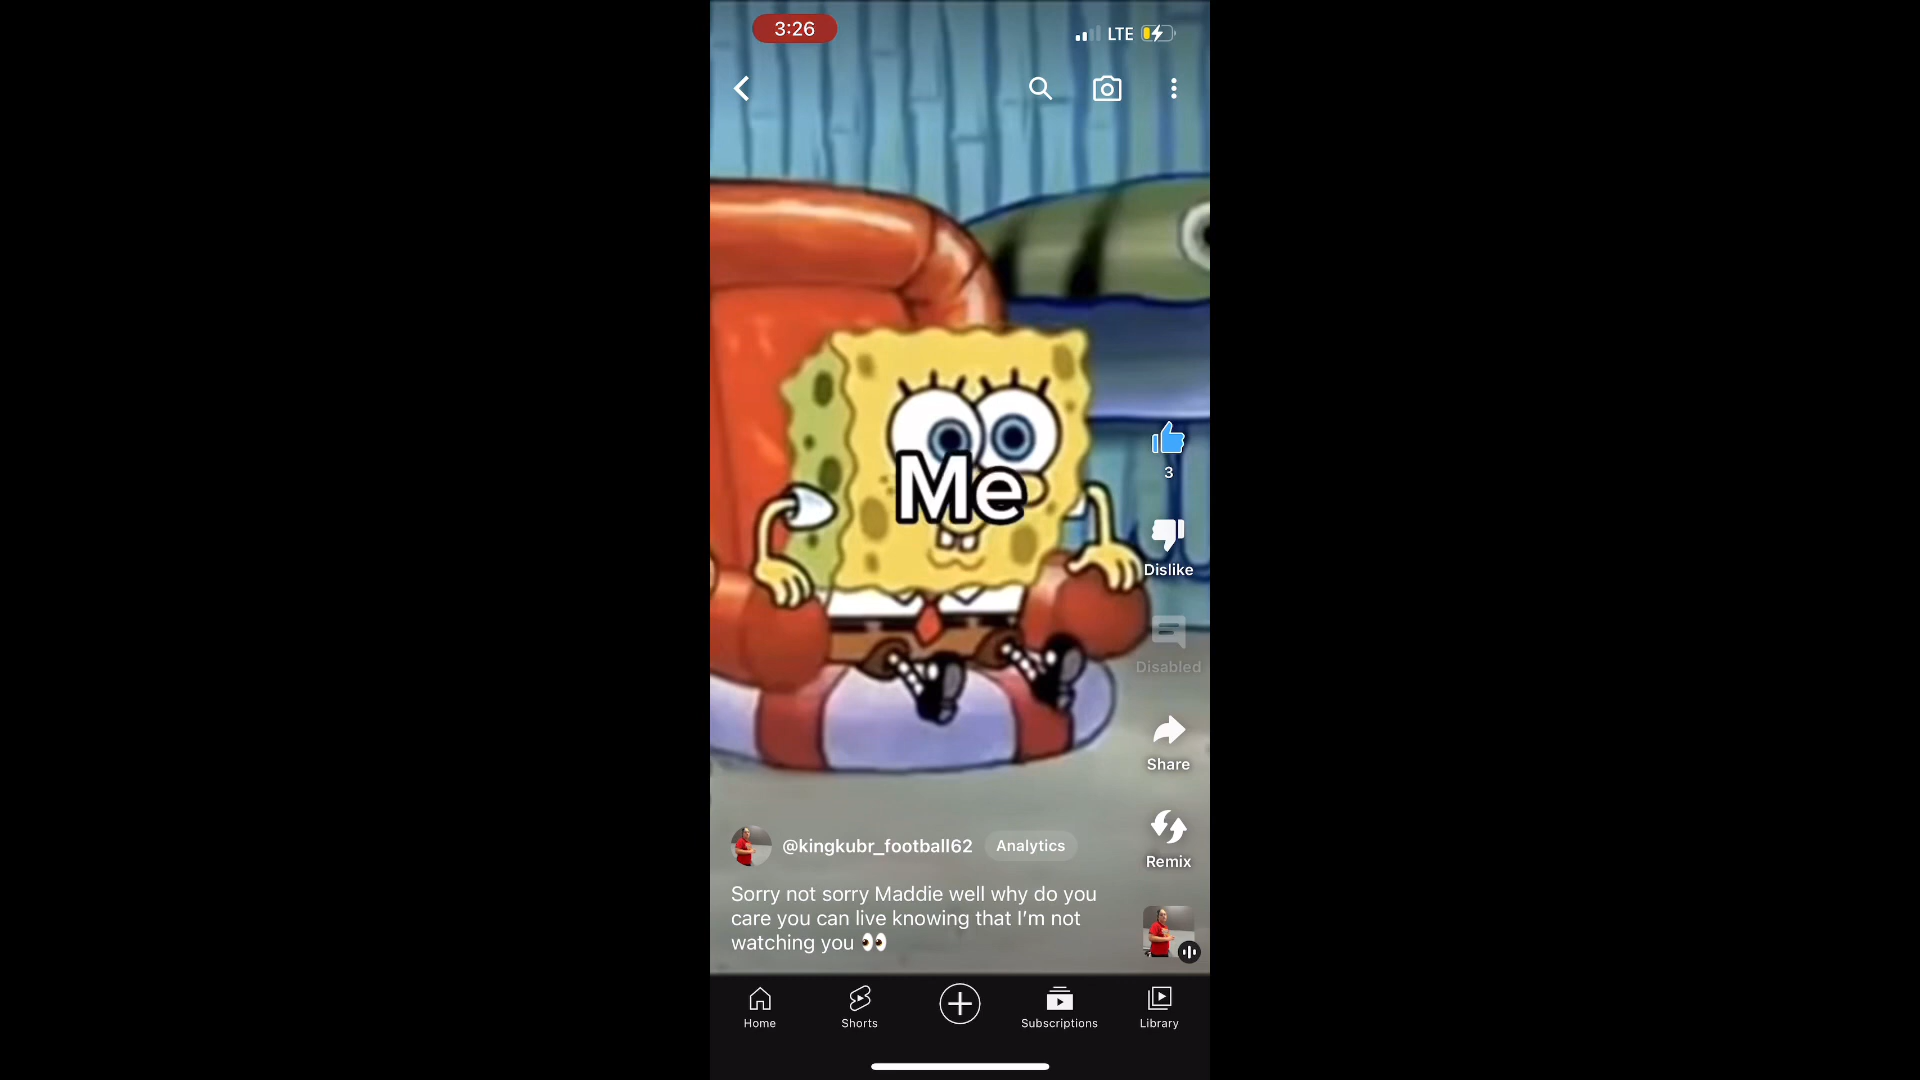 3:26
LTE
Me
3
Dislike
Disabled
Share
Remix
@kingkubr_football62 Analytics
Sorry not sorry Maddie well why do you
care you can live knowing that I’m not
watching you 👀
Home
Shorts
Subscriptions
Library